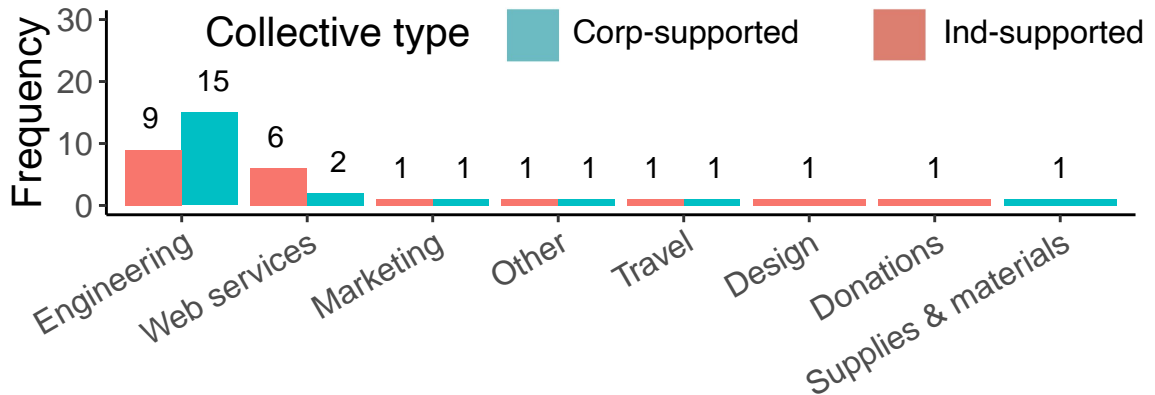 Collective type Corp-supported Ind-supported
Frequency
30
20
10
0
9 15 6 2 1 1 1 1 1 1 1 1 1
Engineering
Web services
Marketing
Other
Travel
Design
Donations
Supplies & materials